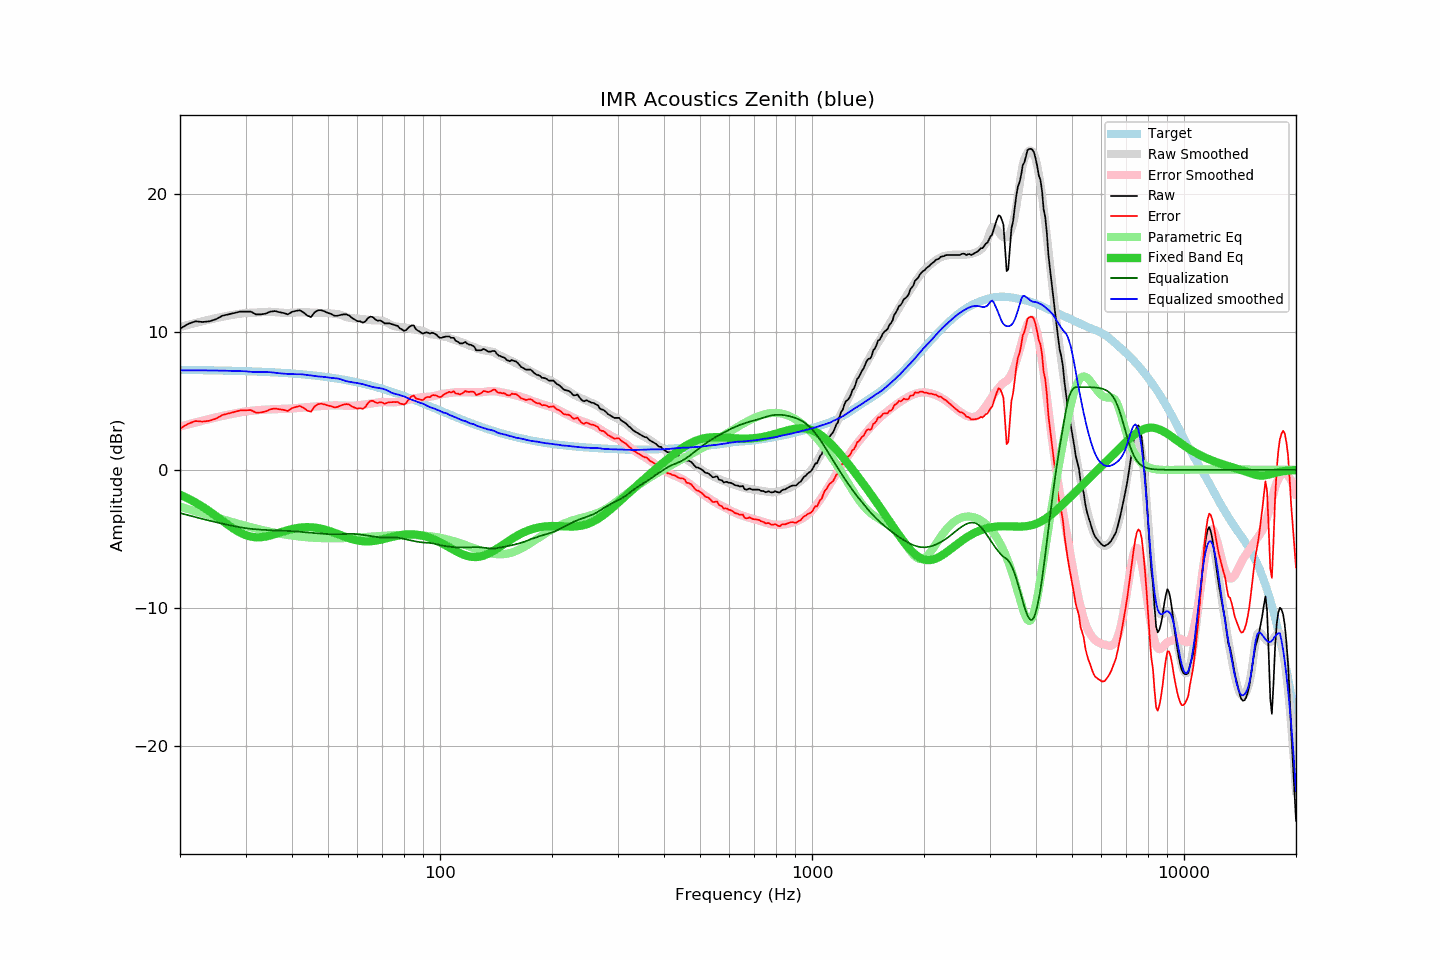 IMR Acoustics Zenith (blue)
Target
Raw Smoothed
Error Smoothed
Raw
Error
Parametric Eq
Fixed Band Eq
Equalization
Equalized smoothed
20
10
0
−10
−20
Amplitude (dBr)
100
1000
10000
Frequency (Hz)